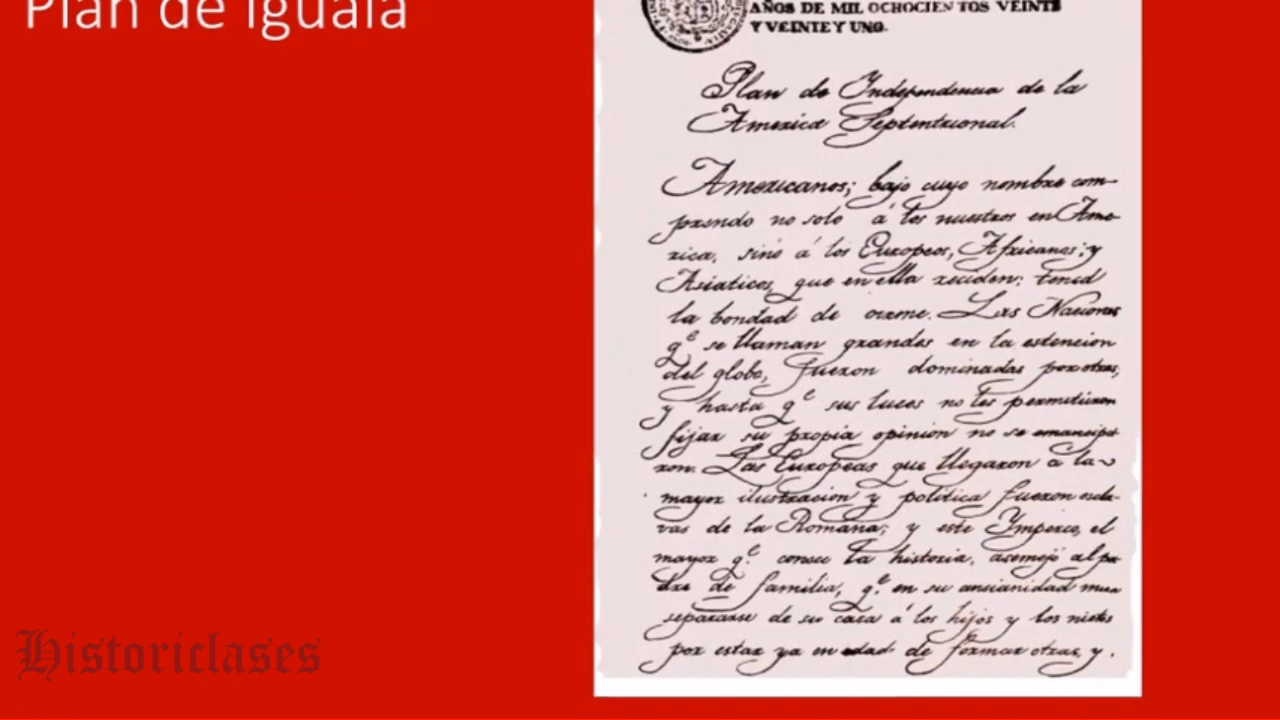 Plan de Iguala
AÑOS DE MIL OCHOCIENTOS VEINTE
Y VEINTE Y UNO.
Plan de Independencia de la
America Septentrional.
Americanos; bajo cuyo nombre com-
prendo no solo á los nuestros en Ame-
rica, sinó á los Europeos, Africanos; y
Asiaticos, que en ella reciden: tened
la bondad de oirme. Las Naciones
qᵉ se llaman grandes en la estencion
del globo, fueron dominadas por otras;
y hasta qᵉ sus luces no les permitieron
fijar su propia opinion no se emancipa-
ron. Las Europeas que llegaron a la
mayor ilustracion y politica fueron escla-
vas de la Romana; y este Ymperio, el
mayor qᵉ. conoce la historia, asemejó al pa-
dre de familia, qᵉ. en su ancianidad mira
separarse de su casa á los hijos y los nietos
por estar ya en edad de formar otras, y
Historiclases